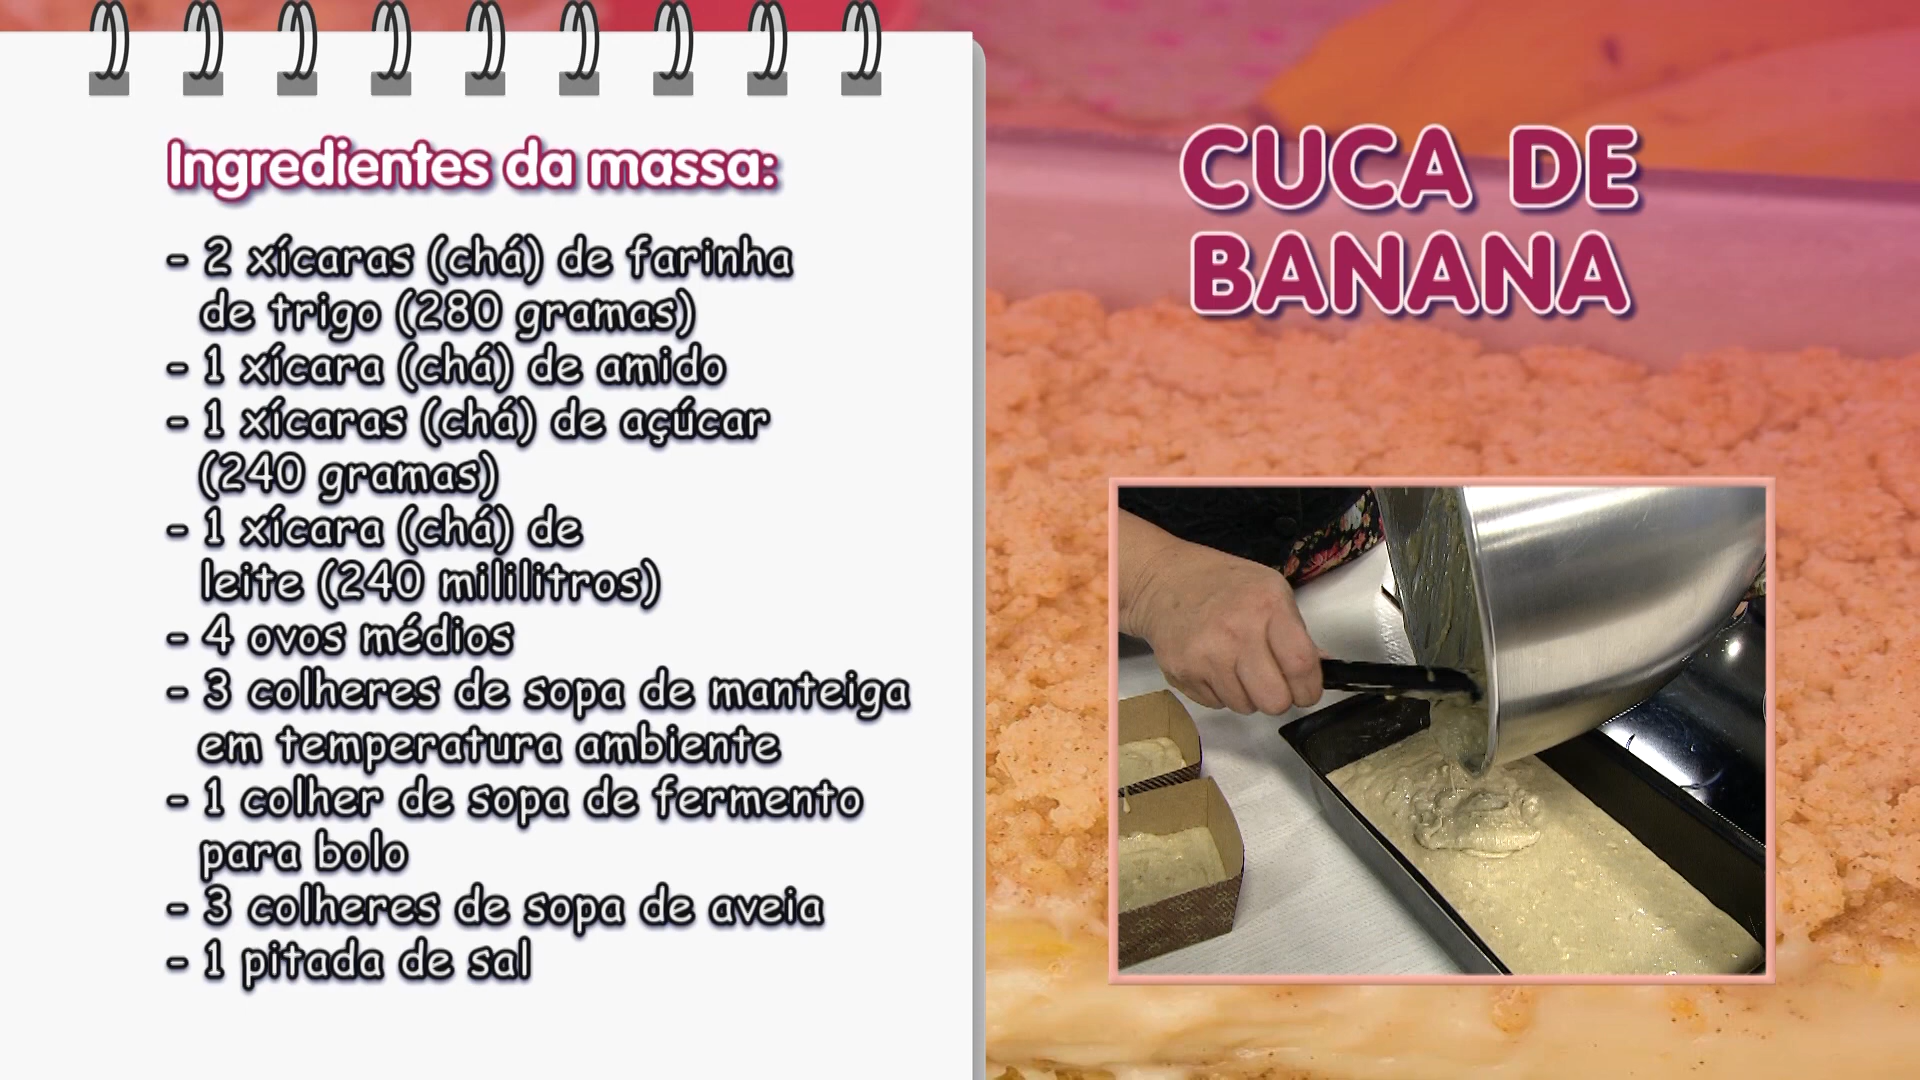 Ingredientes da massa:
- 2 xícaras (chá) de farinha
de trigo (280 gramas)
- 1 xícara (chá) de amido
- 1 xícaras (chá) de açúcar
(240 gramas)
- 1 xícara (chá) de
leite (240 mililitros)
- 4 ovos médios
- 3 colheres de sopa de manteiga
em temperatura ambiente
- 1 colher de sopa de fermento
para bolo
- 3 colheres de sopa de aveia
- 1 pitada de sal
CUCA DE
BANANA